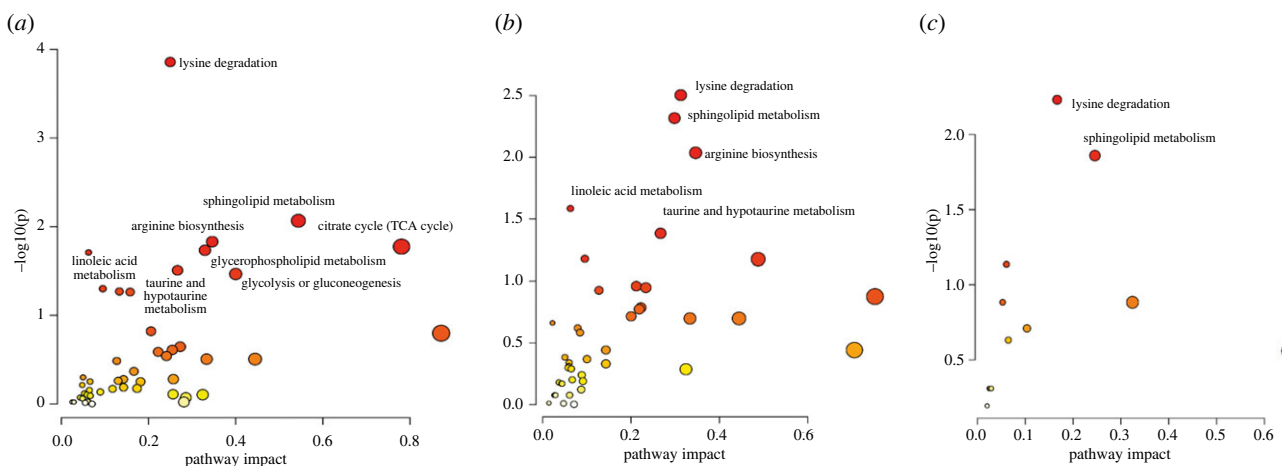 (a)
4
3
2
1
0
−log10(p)
lysine degradation
sphingolipid metabolism
arginine biosynthesis
citrate cycle (TCA cycle)
linoleic acid
metabolism
glycerophospholipid metabolism
taurine and
hypotaurine
metabolism
glycolysis or gluconeogenesis
0.0 0.2 0.4 0.6 0.8
pathway impact
(b)
2.5
2.0
1.5
1.0
0.5
0.0
lysine degradation
sphingolipid metabolism
arginine biosynthesis
linoleic acid metabolism
taurine and hypotaurine metabolism
0.0 0.2 0.4 0.6
pathway impact
(c)
2.0
1.5
1.0
0.5
−log10(p)
lysine degradation
sphingolipid metabolism
0.0 0.1 0.2 0.3 0.4 0.5 0.6
pathway impact